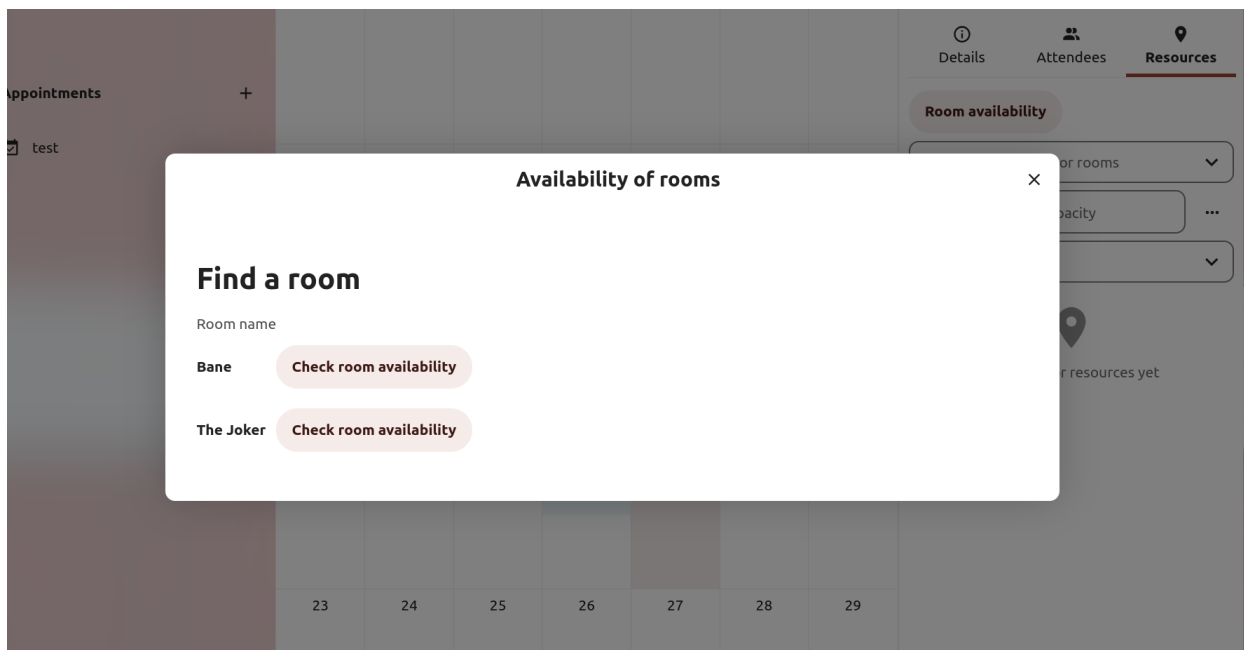 Details Attendees Resources
Appointments +
Room availability
test
Availability of rooms
or rooms
Find a room
Room name
Bane Check room availability
r resources yet
The Joker Check room availability
23 24 25 26 27 28 29